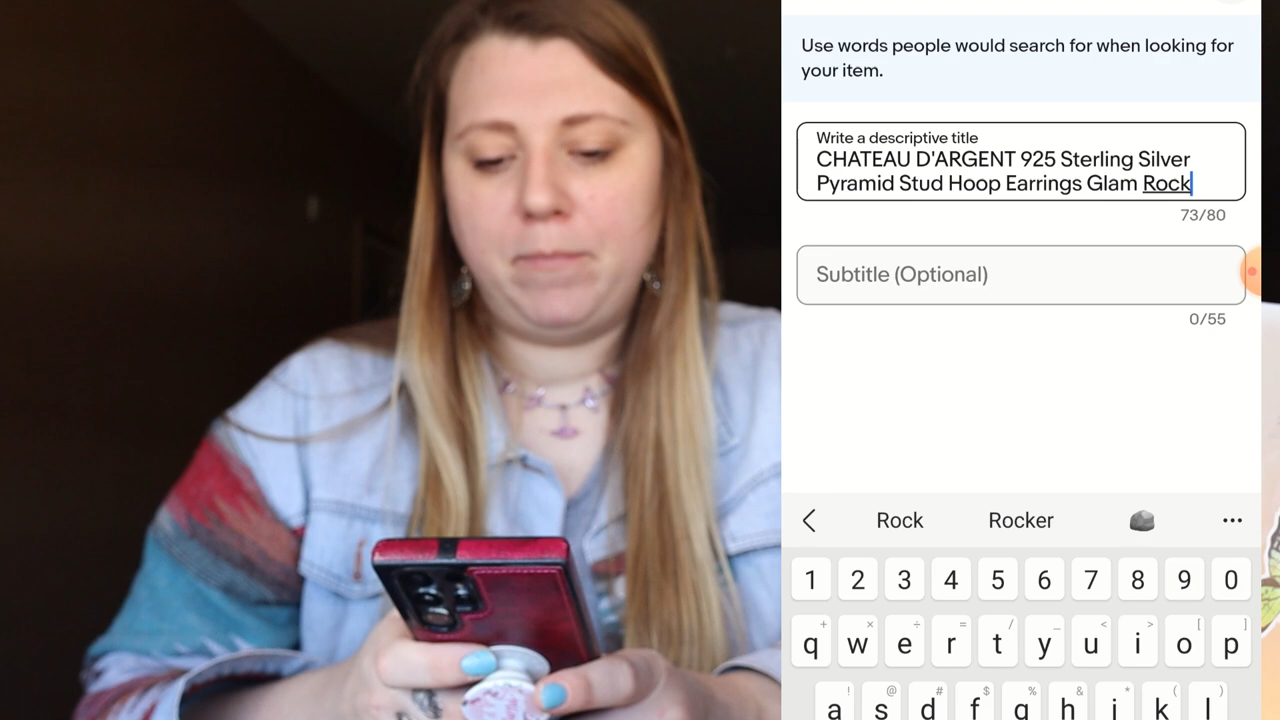 Use words people would search for when looking for
your item.
Write a descriptive title
CHATEAU D'ARGENT 925 Sterling Silver
Pyramid Stud Hoop Earrings Glam Rock
73/80
Subtitle (Optional)
0/55
Rock Rocker
1 2 3 4 5 6 7 8 9 0
+ × ÷ = / _ < > [ ]
q w e r t y u i o p
! @ # $ % & * ( )
a s d f g h j k l